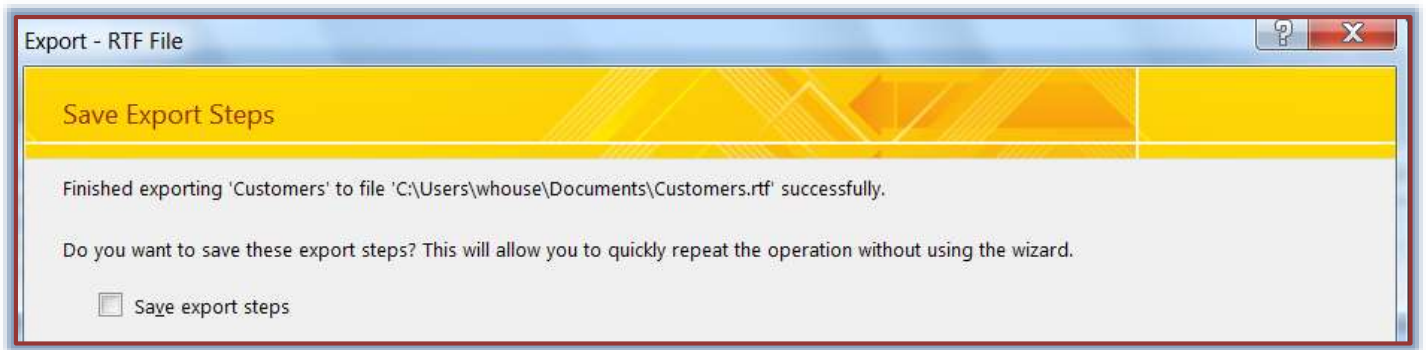 Export - RTF File
Save Export Steps
Finished exporting 'Customers' to file 'C:\Users\whouse\Documents\Customers.rtf' successfully.
Do you want to save these export steps? This will allow you to quickly repeat the operation without using the wizard.
Save export steps